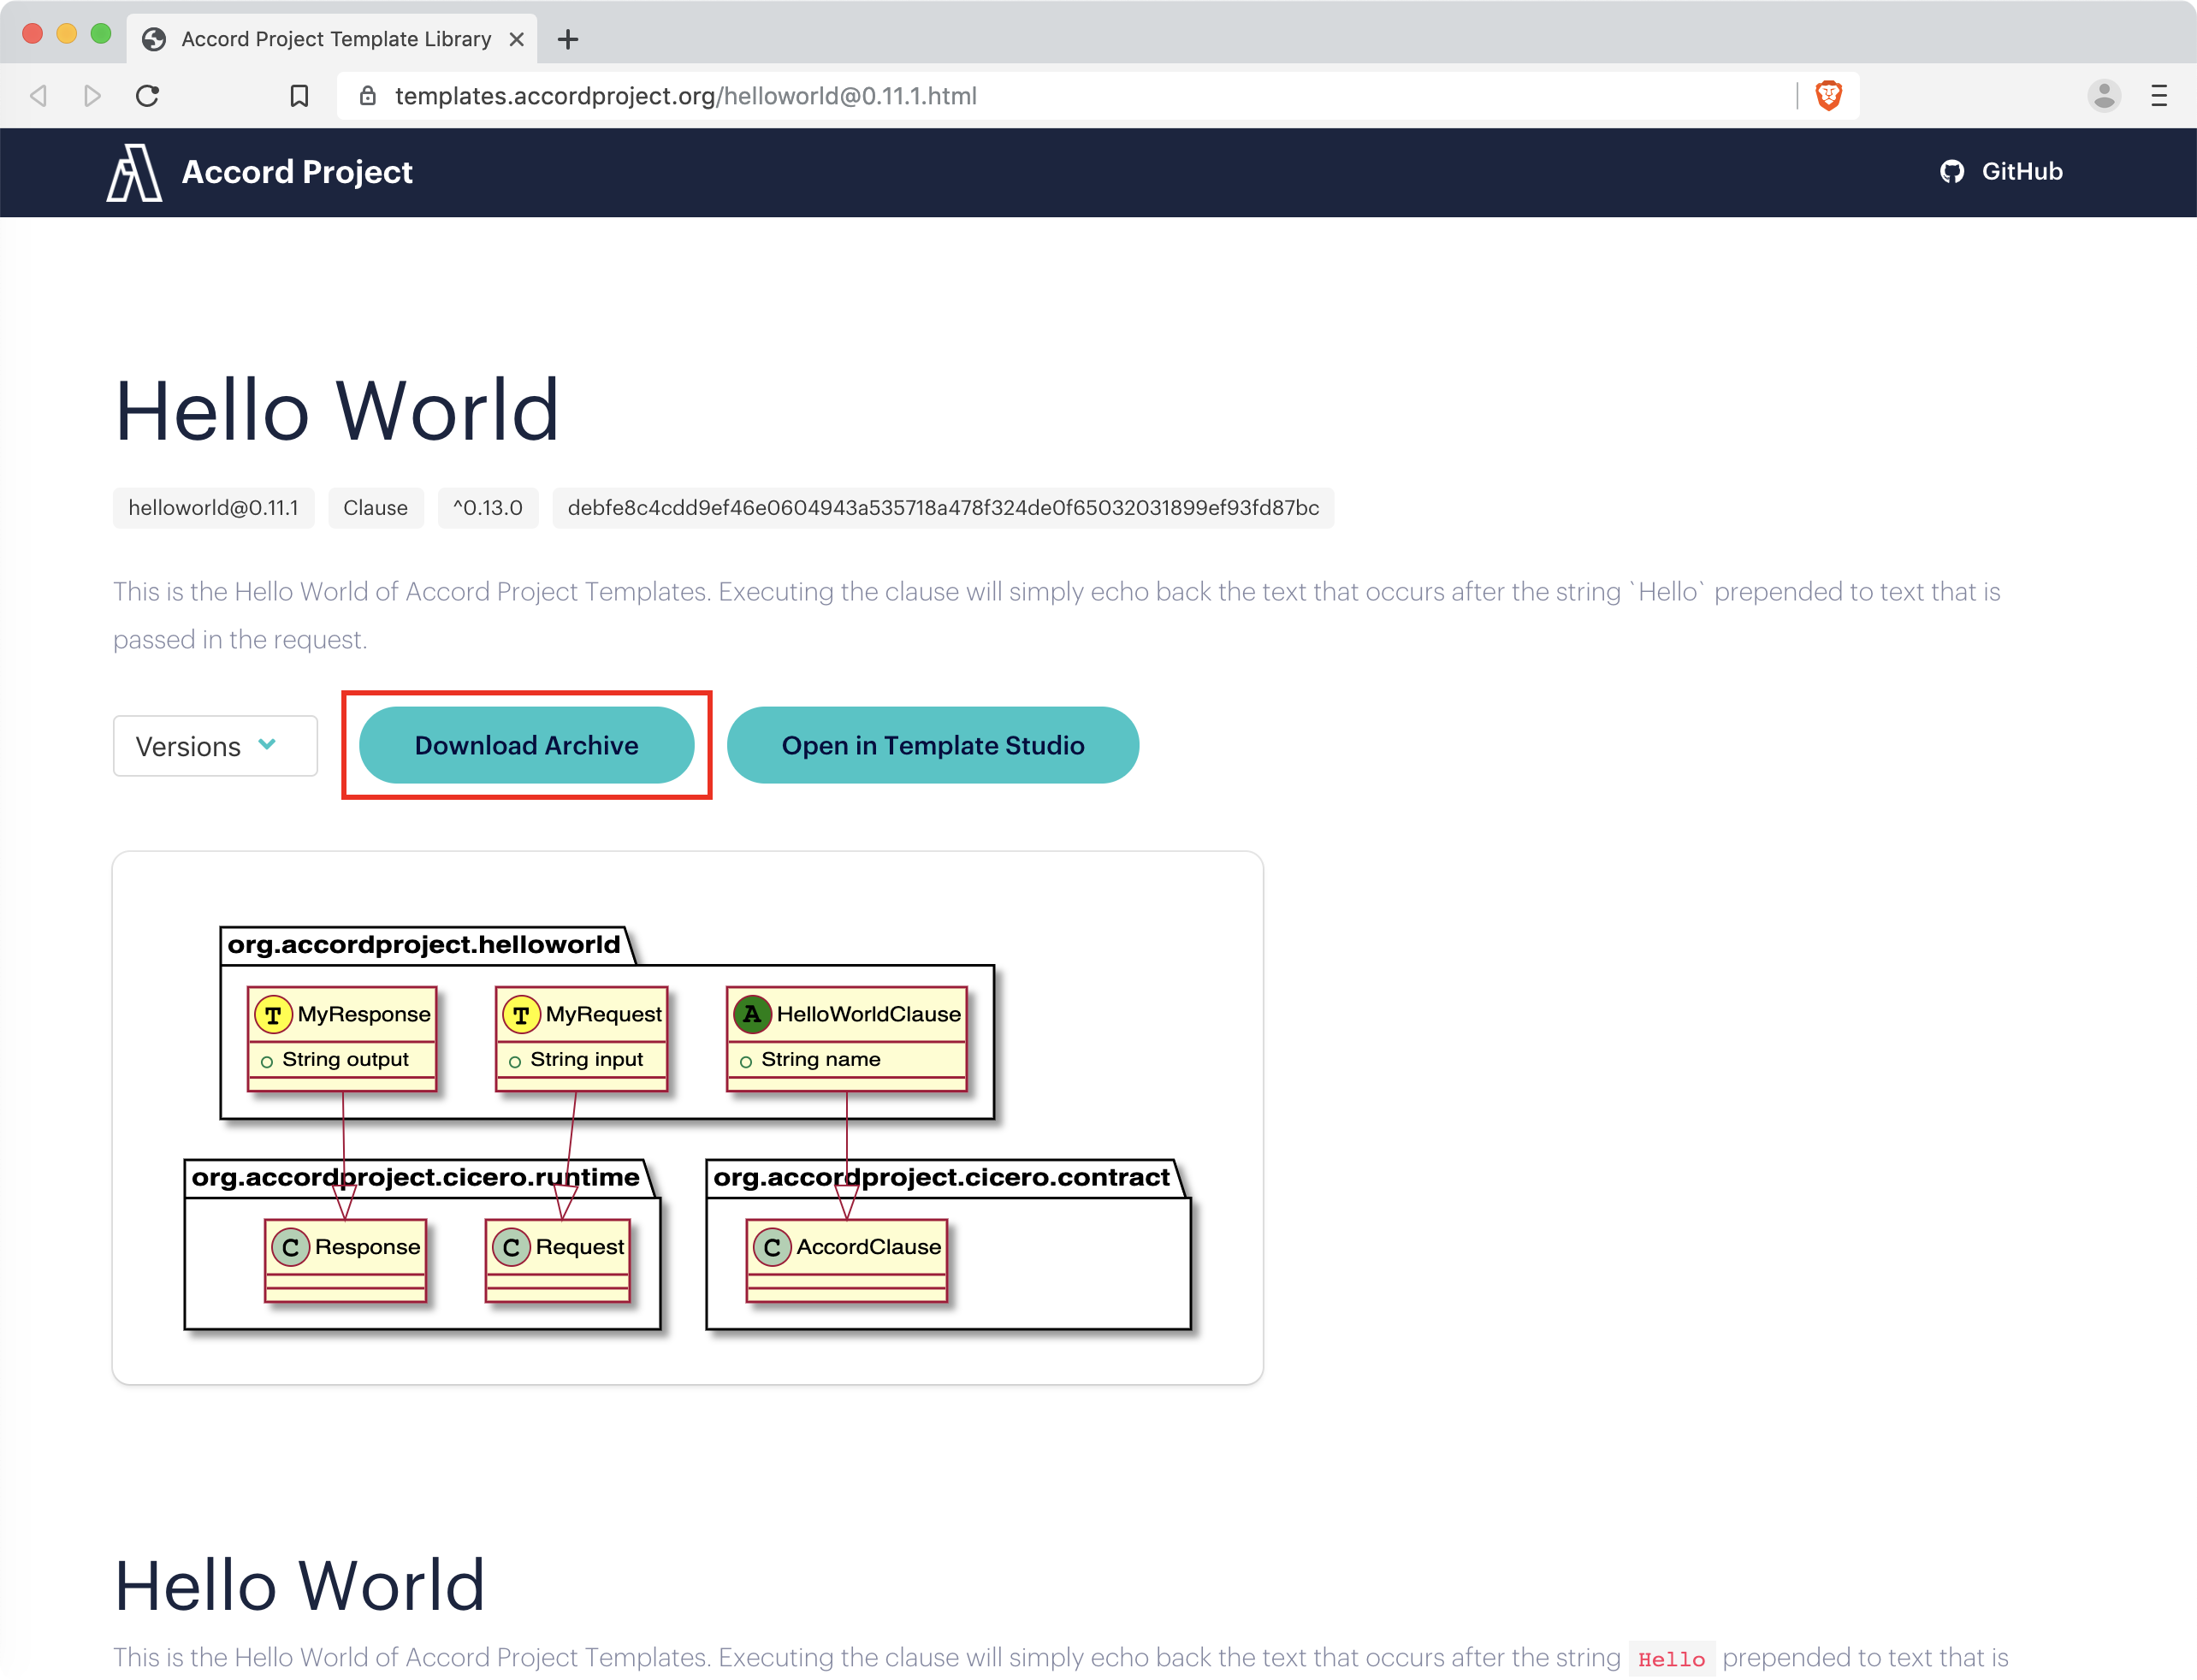 Accord Project Template Library
templates.accordproject.org/helloworld@0.11.1.html
Accord Project
GitHub
Hello World
helloworld@0.11.1
Clause
^0.13.0
debfe8c4cdd9ef46e0604943a535718a478f324de0f65032031899ef93fd87bc
This is the Hello World of Accord Project Templates. Executing the clause will simply echo back the text that occurs after the string `Hello` prepended to text that is
passed in the request.
Versions
Download Archive
Open in Template Studio
org.accordproject.helloworld
T MyResponse
String output
T MyRequest
String input
A HelloWorldClause
String name
org.accordproject.cicero.runtime
C Response
C Request
org.accordproject.cicero.contract
C AccordClause
Hello World
This is the Hello World of Accord Project Templates. Executing the clause will simply echo back the text that occurs after the string Hello prepended to text that is